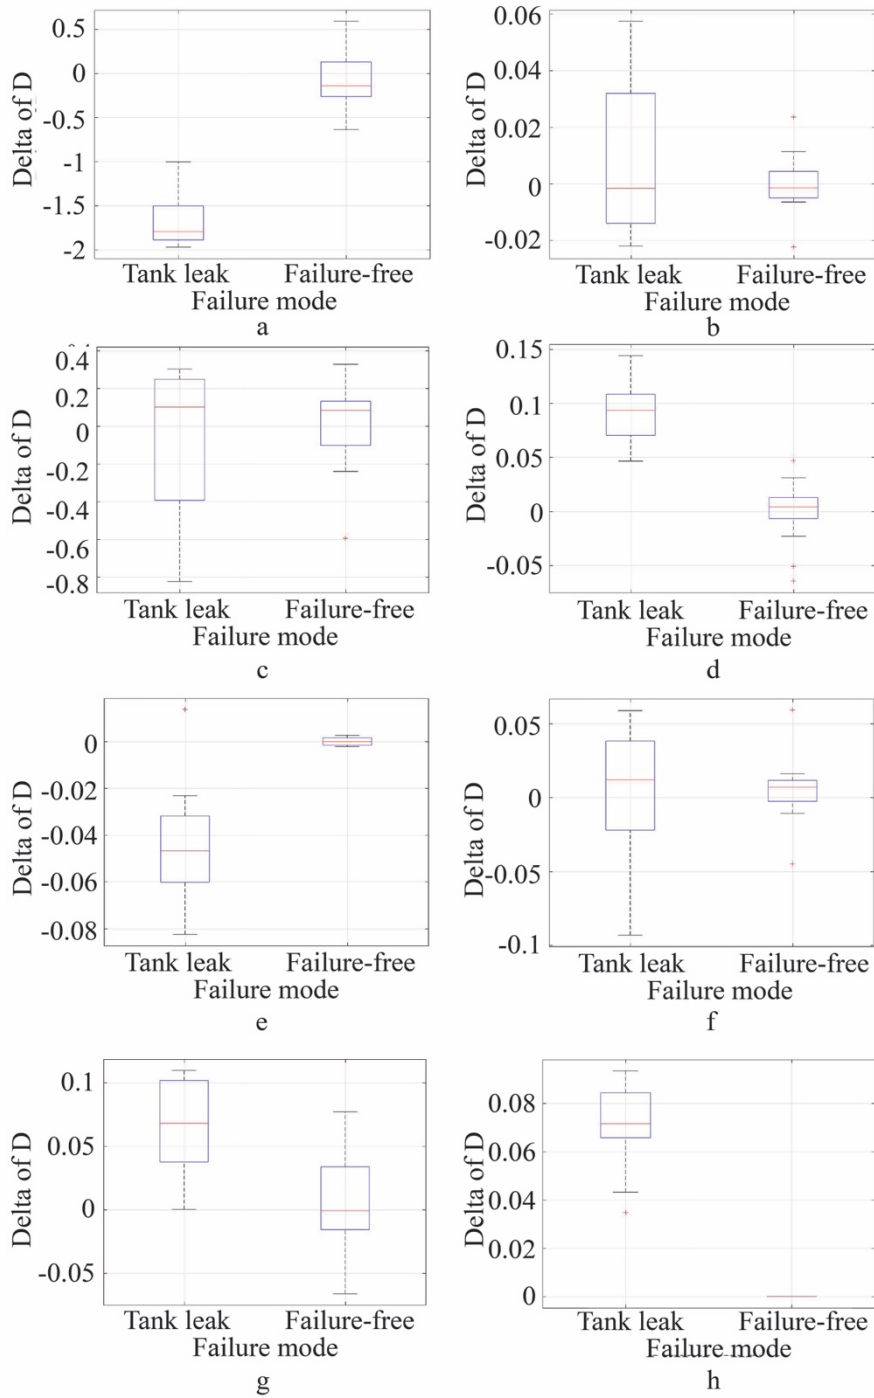 0.5
0
-0.5
-1
-1.5
-2
Delta of D
Tank leak Failure-free
Failure mode
a
0.06
0.04
0.02
0
-0.02
Delta of D
Tank leak Failure-free
Failure mode
b
0.4
0.2
0
-0.2
-0.4
-0.6
-0.8
Delta of D
Tank leak Failure-free
Failure mode
c
0.15
0.1
0.05
0
-0.05
Delta of D
Tank leak Failure-free
Failure mode
d
0
-0.02
-0.04
-0.06
-0.08
Delta of D
Tank leak Failure-free
Failure mode
e
0.05
0
-0.05
-0.1
Delta of D
Tank leak Failure-free
Failure mode
f
0.1
0.05
0
-0.05
Delta of D
Tank leak Failure-free
Failure mode
g
0.08
0.06
0.04
0.02
0
Delta of D
Tank leak Failure-free
Failure mode
h